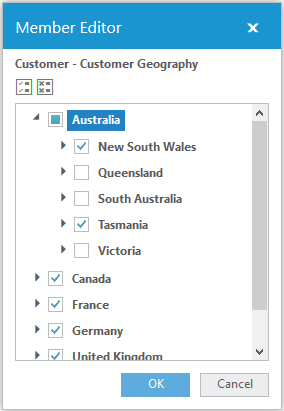 Member Editor
Customer - Customer Geography
Australia
New South Wales
Queensland
South Australia
Tasmania
Victoria
Canada
France
Germany
United Kingdom
OK
Cancel